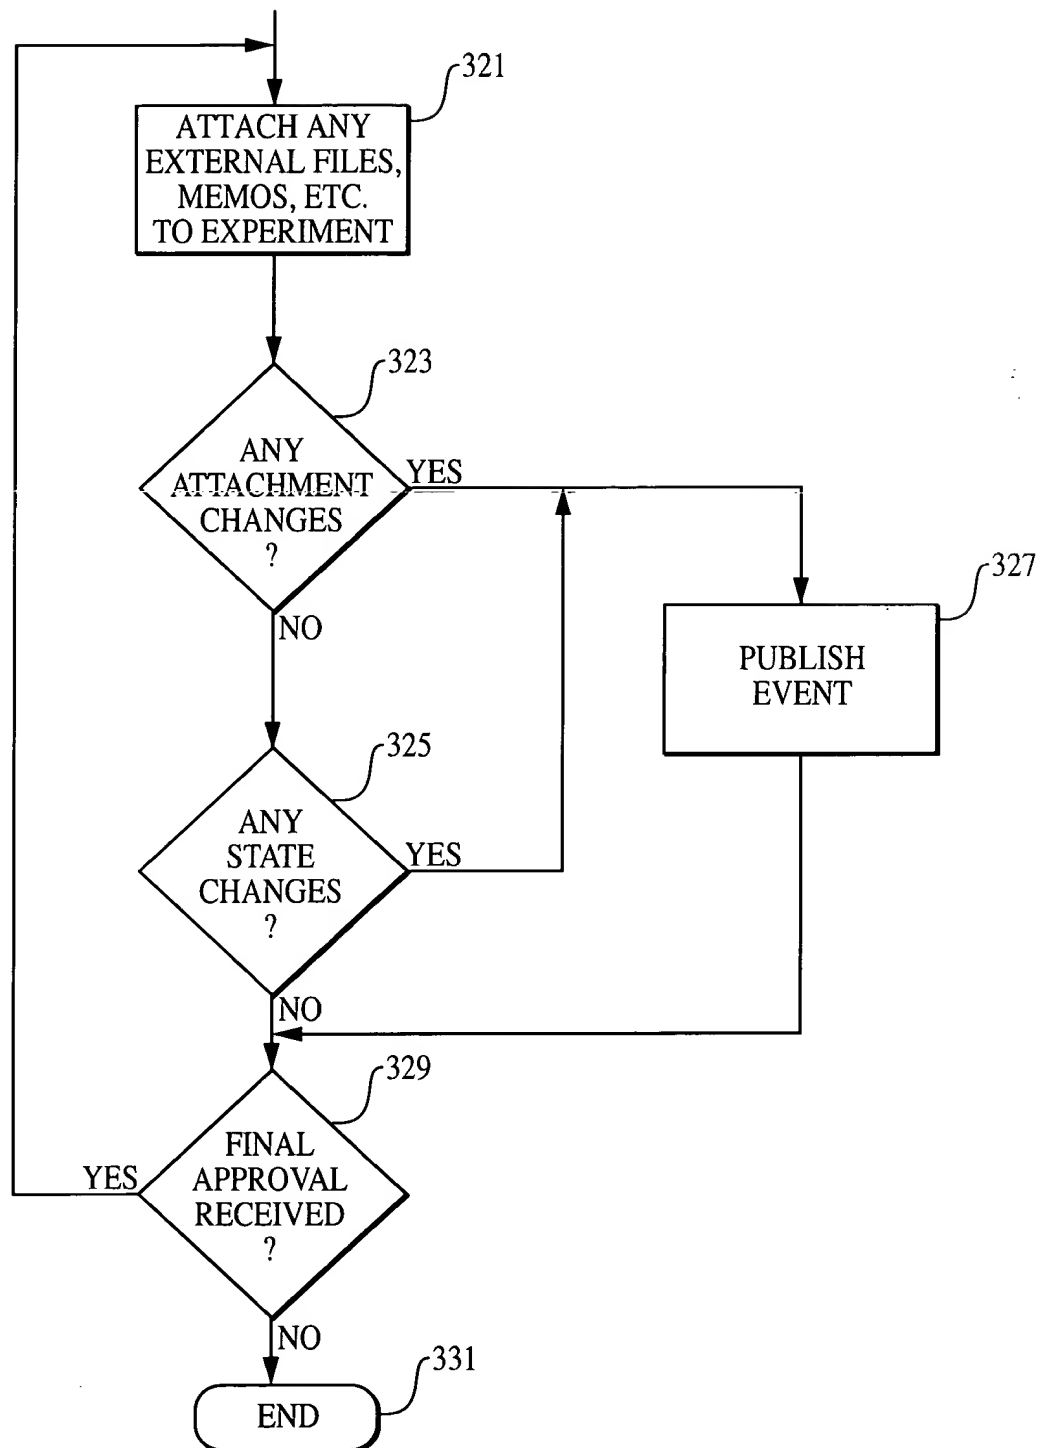 321
ATTACH ANY
EXTERNAL FILES,
MEMOS, ETC.
TO EXPERIMENT
323
ANY
ATTACHMENT
CHANGES
?
YES
NO
327
PUBLISH
EVENT
325
ANY
STATE
CHANGES
?
YES
NO
329
FINAL
APPROVAL
RECEIVED
?
YES
NO
331
END